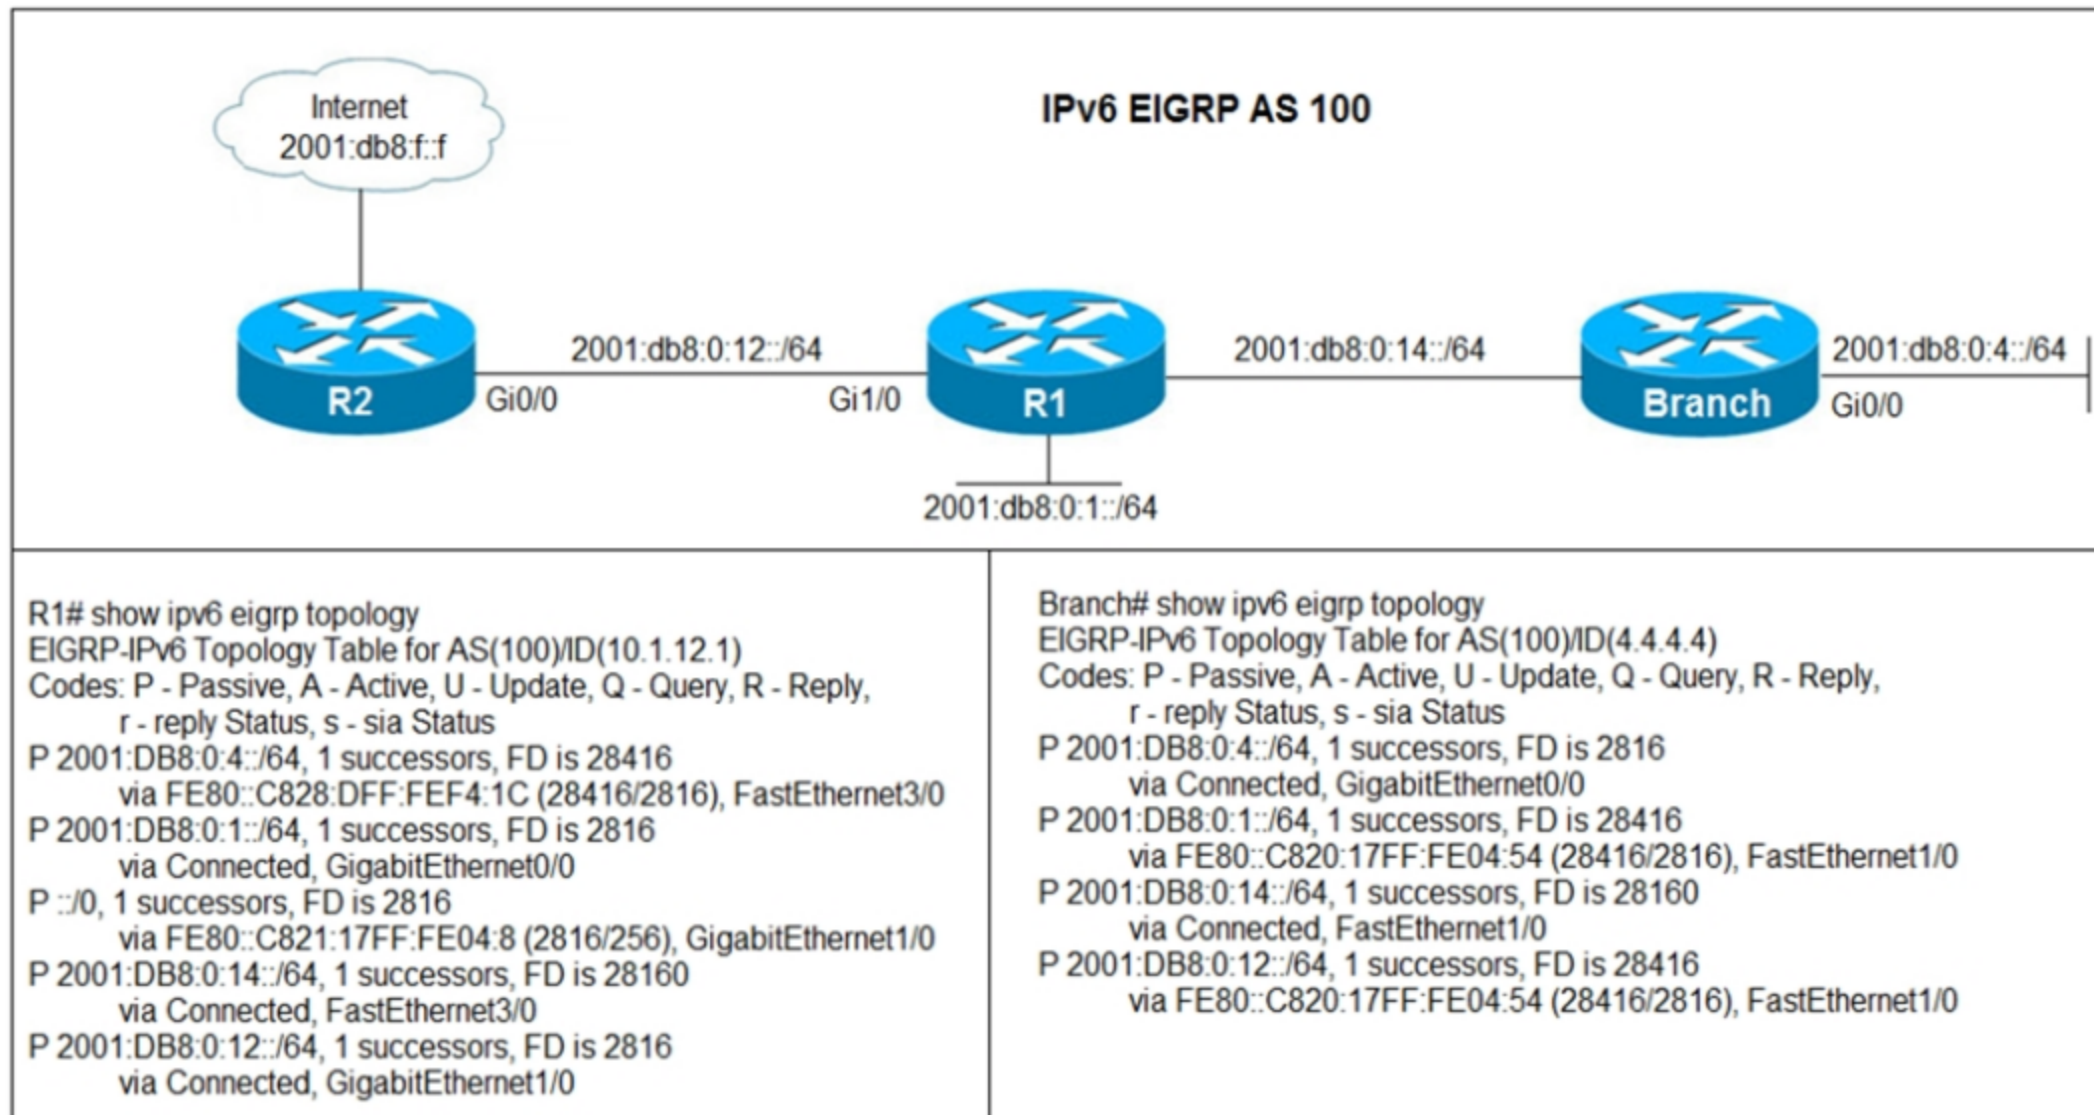 Internet
2001:db8:f::f
IPv6 EIGRP AS 100
2001:db8:0:12::/64
2001:db8:0:14::/64
2001:db8:0:4::/64
R2
Gi0/0
Gi1/0
R1
Branch
Gi0/0
2001:db8:0:1::/64
R1# show ipv6 eigrp topology
EIGRP-IPv6 Topology Table for AS(100)/ID(10.1.12.1)
Codes: P - Passive, A - Active, U - Update, Q - Query, R - Reply,
r - reply Status, s - sia Status
P 2001:DB8:0:4::/64, 1 successors, FD is 28416
via FE80::C828:DFF:FEF4:1C (28416/2816), FastEthernet3/0
P 2001:DB8:0:1::/64, 1 successors, FD is 2816
via Connected, GigabitEthernet0/0
P ::/0, 1 successors, FD is 2816
via FE80::C821:17FF:FE04:8 (2816/256), GigabitEthernet1/0
P 2001:DB8:0:14::/64, 1 successors, FD is 28160
via Connected, FastEthernet3/0
P 2001:DB8:0:12::/64, 1 successors, FD is 2816
via Connected, GigabitEthernet1/0
Branch# show ipv6 eigrp topology
EIGRP-IPv6 Topology Table for AS(100)/ID(4.4.4.4)
Codes: P - Passive, A - Active, U - Update, Q - Query, R - Reply,
r - reply Status, s - sia Status
P 2001:DB8:0:4::/64, 1 successors, FD is 2816
via Connected, GigabitEthernet0/0
P 2001:DB8:0:1::/64, 1 successors, FD is 28416
via FE80::C820:17FF:FE04:54 (28416/2816), FastEthernet1/0
P 2001:DB8:0:14::/64, 1 successors, FD is 28160
via Connected, FastEthernet1/0
P 2001:DB8:0:12::/64, 1 successors, FD is 28416
via FE80::C820:17FF:FE04:54 (28416/2816), FastEthernet1/0